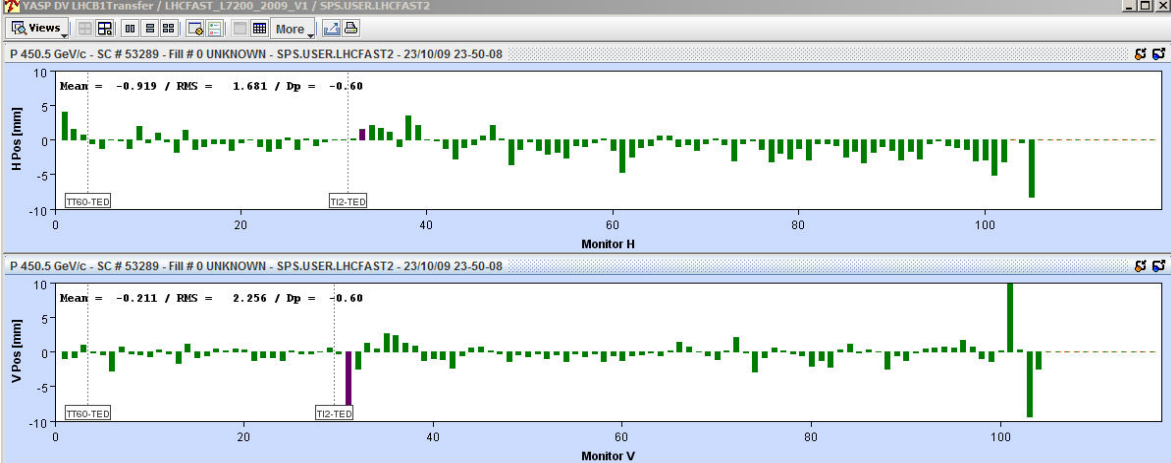 YASP DV LHCB1Transfer / LHCFAST_L7200_2009_V1 / SPS.USER.LHCFAST2
Views More
P 450.5 GeV/c - SC # 53289 - Fill # 0 UNKNOWN - SPS.USER.LHCFAST2 - 23/10/09 23-50-08
Mean = -0.919 / RMS = 1.681 / Dp = -0.60
H Pos [mm]
10
5
0
-5
-10
TT60-TED
TI2-TED
0 20 40 60 80 100
Monitor H
P 450.5 GeV/c - SC # 53289 - Fill # 0 UNKNOWN - SPS.USER.LHCFAST2 - 23/10/09 23-50-08
Mean = -0.211 / RMS = 2.256 / Dp = -0.60
V Pos [mm]
10
5
0
-5
-10
TT60-TED
TI2-TED
0 20 40 60 80 100
Monitor V